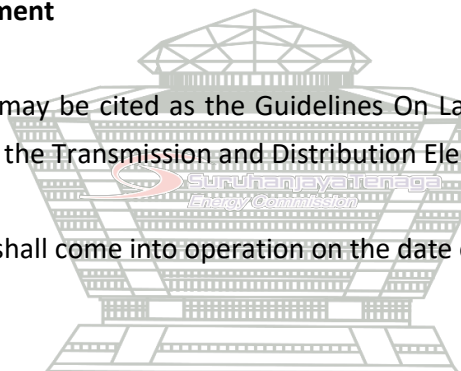 ment
may be cited as the Guidelines On La
the Transmission and Distribution Ele
Suruhanjaya Tenaga
Energy Commission
shall come into operation on the date